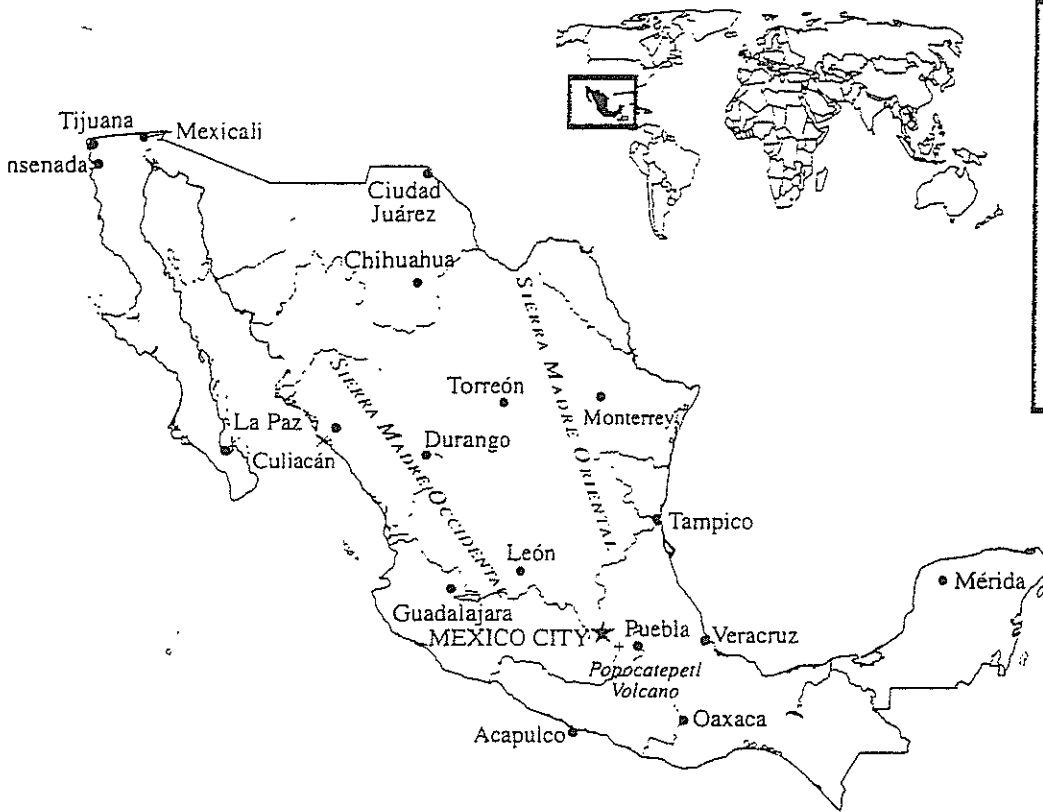 Tijuana
Mexicali
nsenada
Ciudad
Juárez
Chihuahua
SIERRA MADRE ORIENTAL
SIERRA MADRE OCCIDENTAL
Torreón
Monterrey
La Paz
Durango
Culiacán
Tampico
León
Mérida
Guadalajara
MEXICO CITY
Puebla
Veracruz
Popocatepetl
Volcano
Oaxaca
Acapulco